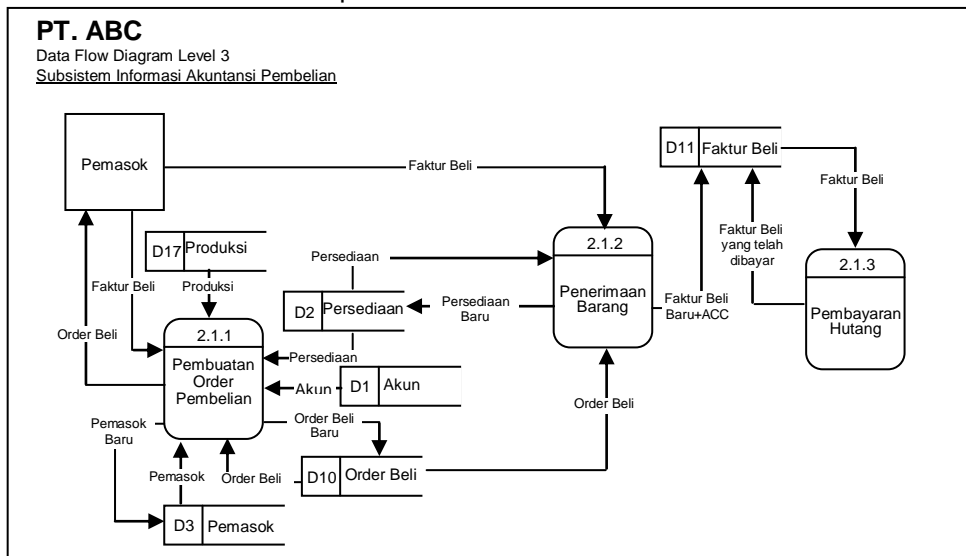 PT. ABC
Data Flow Diagram Level 3
Subsistem Informasi Akuntansi Pembelian
Pemasok
Faktur Beli
D11 Faktur Beli
Faktur Beli
D17 Produksi
Faktur Beli
Produksi
Order Beli
Persediaan
D2 Persediaan
Persediaan
Baru
2.1.2
Penerimaan
Barang
Faktur Beli
Baru+ACC
Faktur Beli
yang telah
dibayar
2.1.3
Pembayaran
Hutang
2.1.1
Pembuatan
Order
Pembelian
Persediaan
Akun
D1 Akun
Order Beli
Pemasok
Baru
Order Beli
Baru
Pemasok
Order Beli
D10 Order Beli
D3 Pemasok